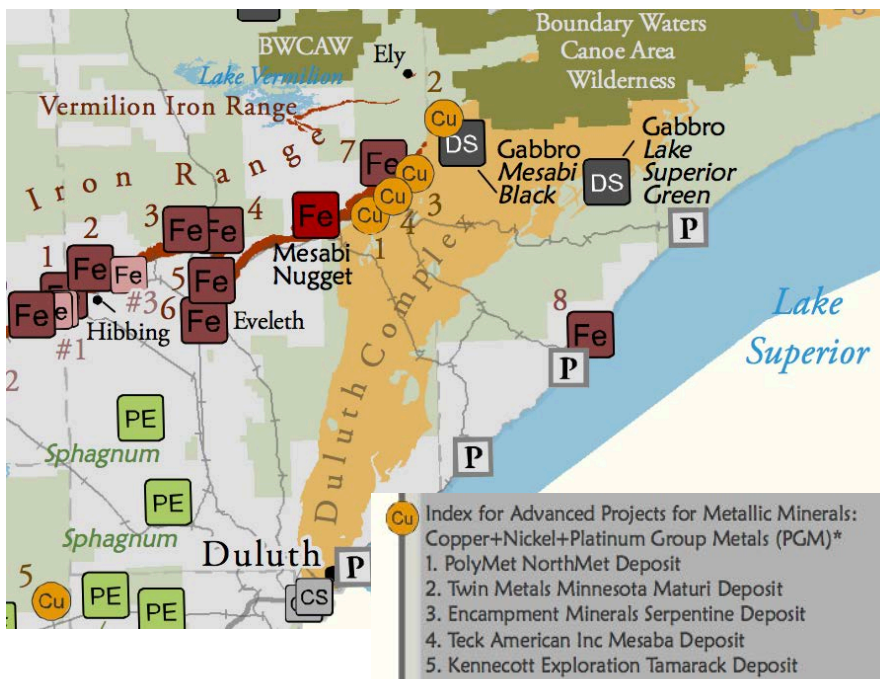 DS
BWCAW
Boundary Waters
Canoe Area
Wilderness
Ely
Lake Vermilion
Vermilion Iron Range
2
Cu
DS
Gabbro
Mesabi
Black
Gabbro
Lake
Superior
Green
DS
Iron Range
7
Fe
Cu
Cu
Cu
3
4
1
3
Fe
Fe
4
Fe
Mesabi
Nugget
P
1
2
Fe
Fe
#3
5
Fe
6
Fe
Eveleth
Fe
e
#1
Hibbing
2
Duluth Complex
8
Fe
P
Lake
Superior
PE
Sphagnum
P
PE
Sphagnum
Duluth
P
5
Cu
PE
PE
CS
Cu
Index for Advanced Projects for Metallic Minerals:
Copper+Nickel+Platinum Group Metals (PGM)*
1. PolyMet NorthMet Deposit
2. Twin Metals Minnesota Maturi Deposit
3. Encampment Minerals Serpentine Deposit
4. Teck American Inc Mesaba Deposit
5. Kennecott Exploration Tamarack Deposit